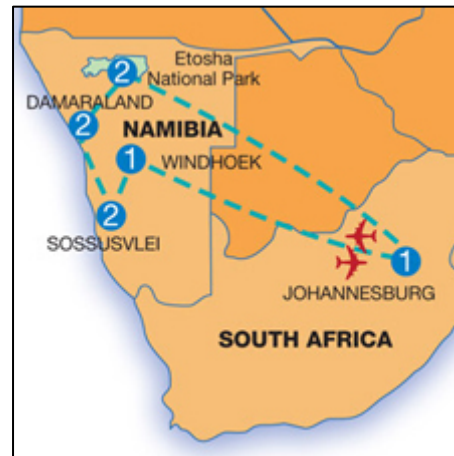 Etosha
2 National Park
DAMARALAND
2
NAMIBIA
1 WINDHOEK
2
SOSSUSVLEI
1
JOHANNESBURG
SOUTH AFRICA